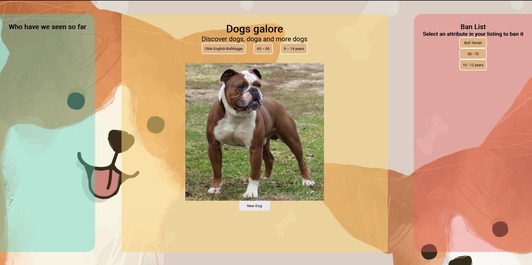 Who have we seen so far
Dogs galore
Discover dogs, doga and more dogs
Olde English Bulldogge
60 – 85
9 – 14 years
New Dog
Ban List
Select an attribute in your listing to ban it
Bull Terrier
50 - 70
10 - 12 years